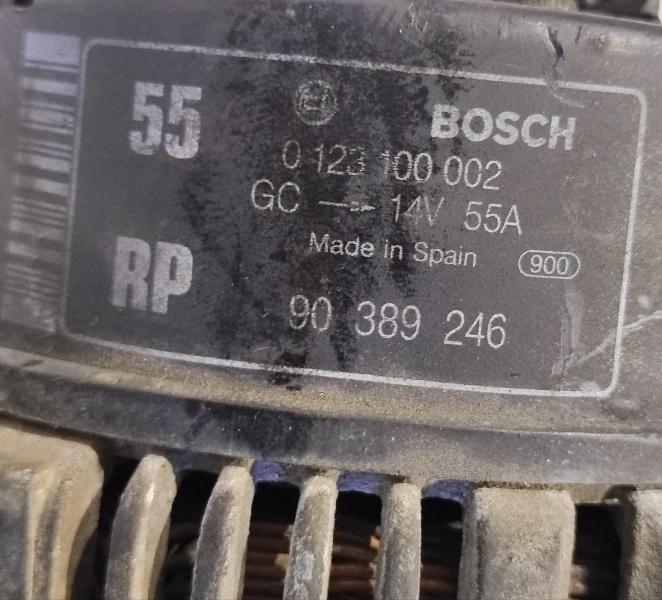 55
BOSCH
0 123 100 002
GC 14V 55A
Made in Spain 900
RP
90 389 246